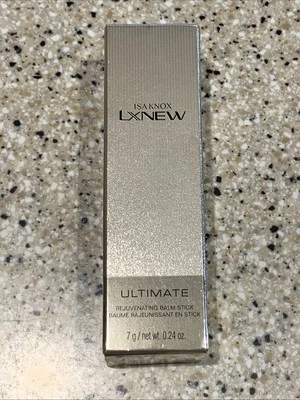 ISA KNOX
LXNEW
ULTIMATE
REJUVENATING BALM STICK
BAUME RAJEUNISSANT EN STICK
7 g / net wt. 0.24 oz.